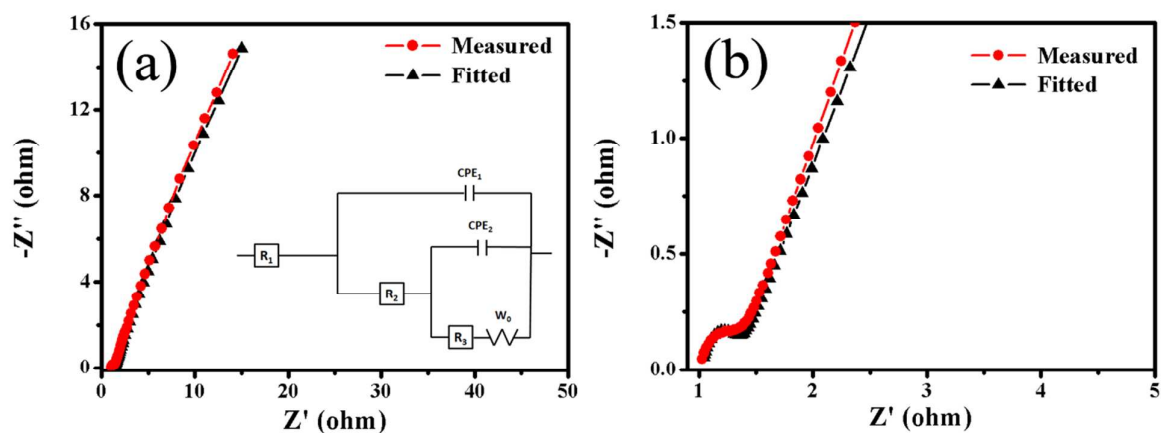 (a)
Measured
Fitted
-Z'' (ohm)
16
12
8
4
0
CPE₁
CPE₂
R₁
R₂
R₃
W₀
0 10 20 30 40 50
Z' (ohm)
(b)
Measured
Fitted
-Z'' (ohm)
1.5
1.0
0.5
0.0
1 2 3 4 5
Z' (ohm)